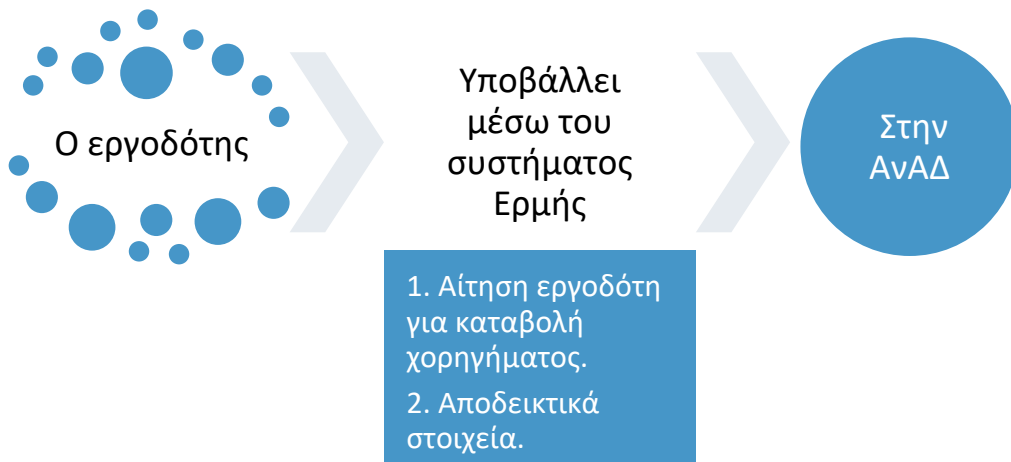 Ο εργοδότης
Υποβάλλει
μέσω του
συστήματος
Ερμής
1. Αίτηση εργοδότη
για καταβολή
χορηγήματος.
2. Αποδεικτικά
στοιχεία.
Στην
ΑνΑΔ